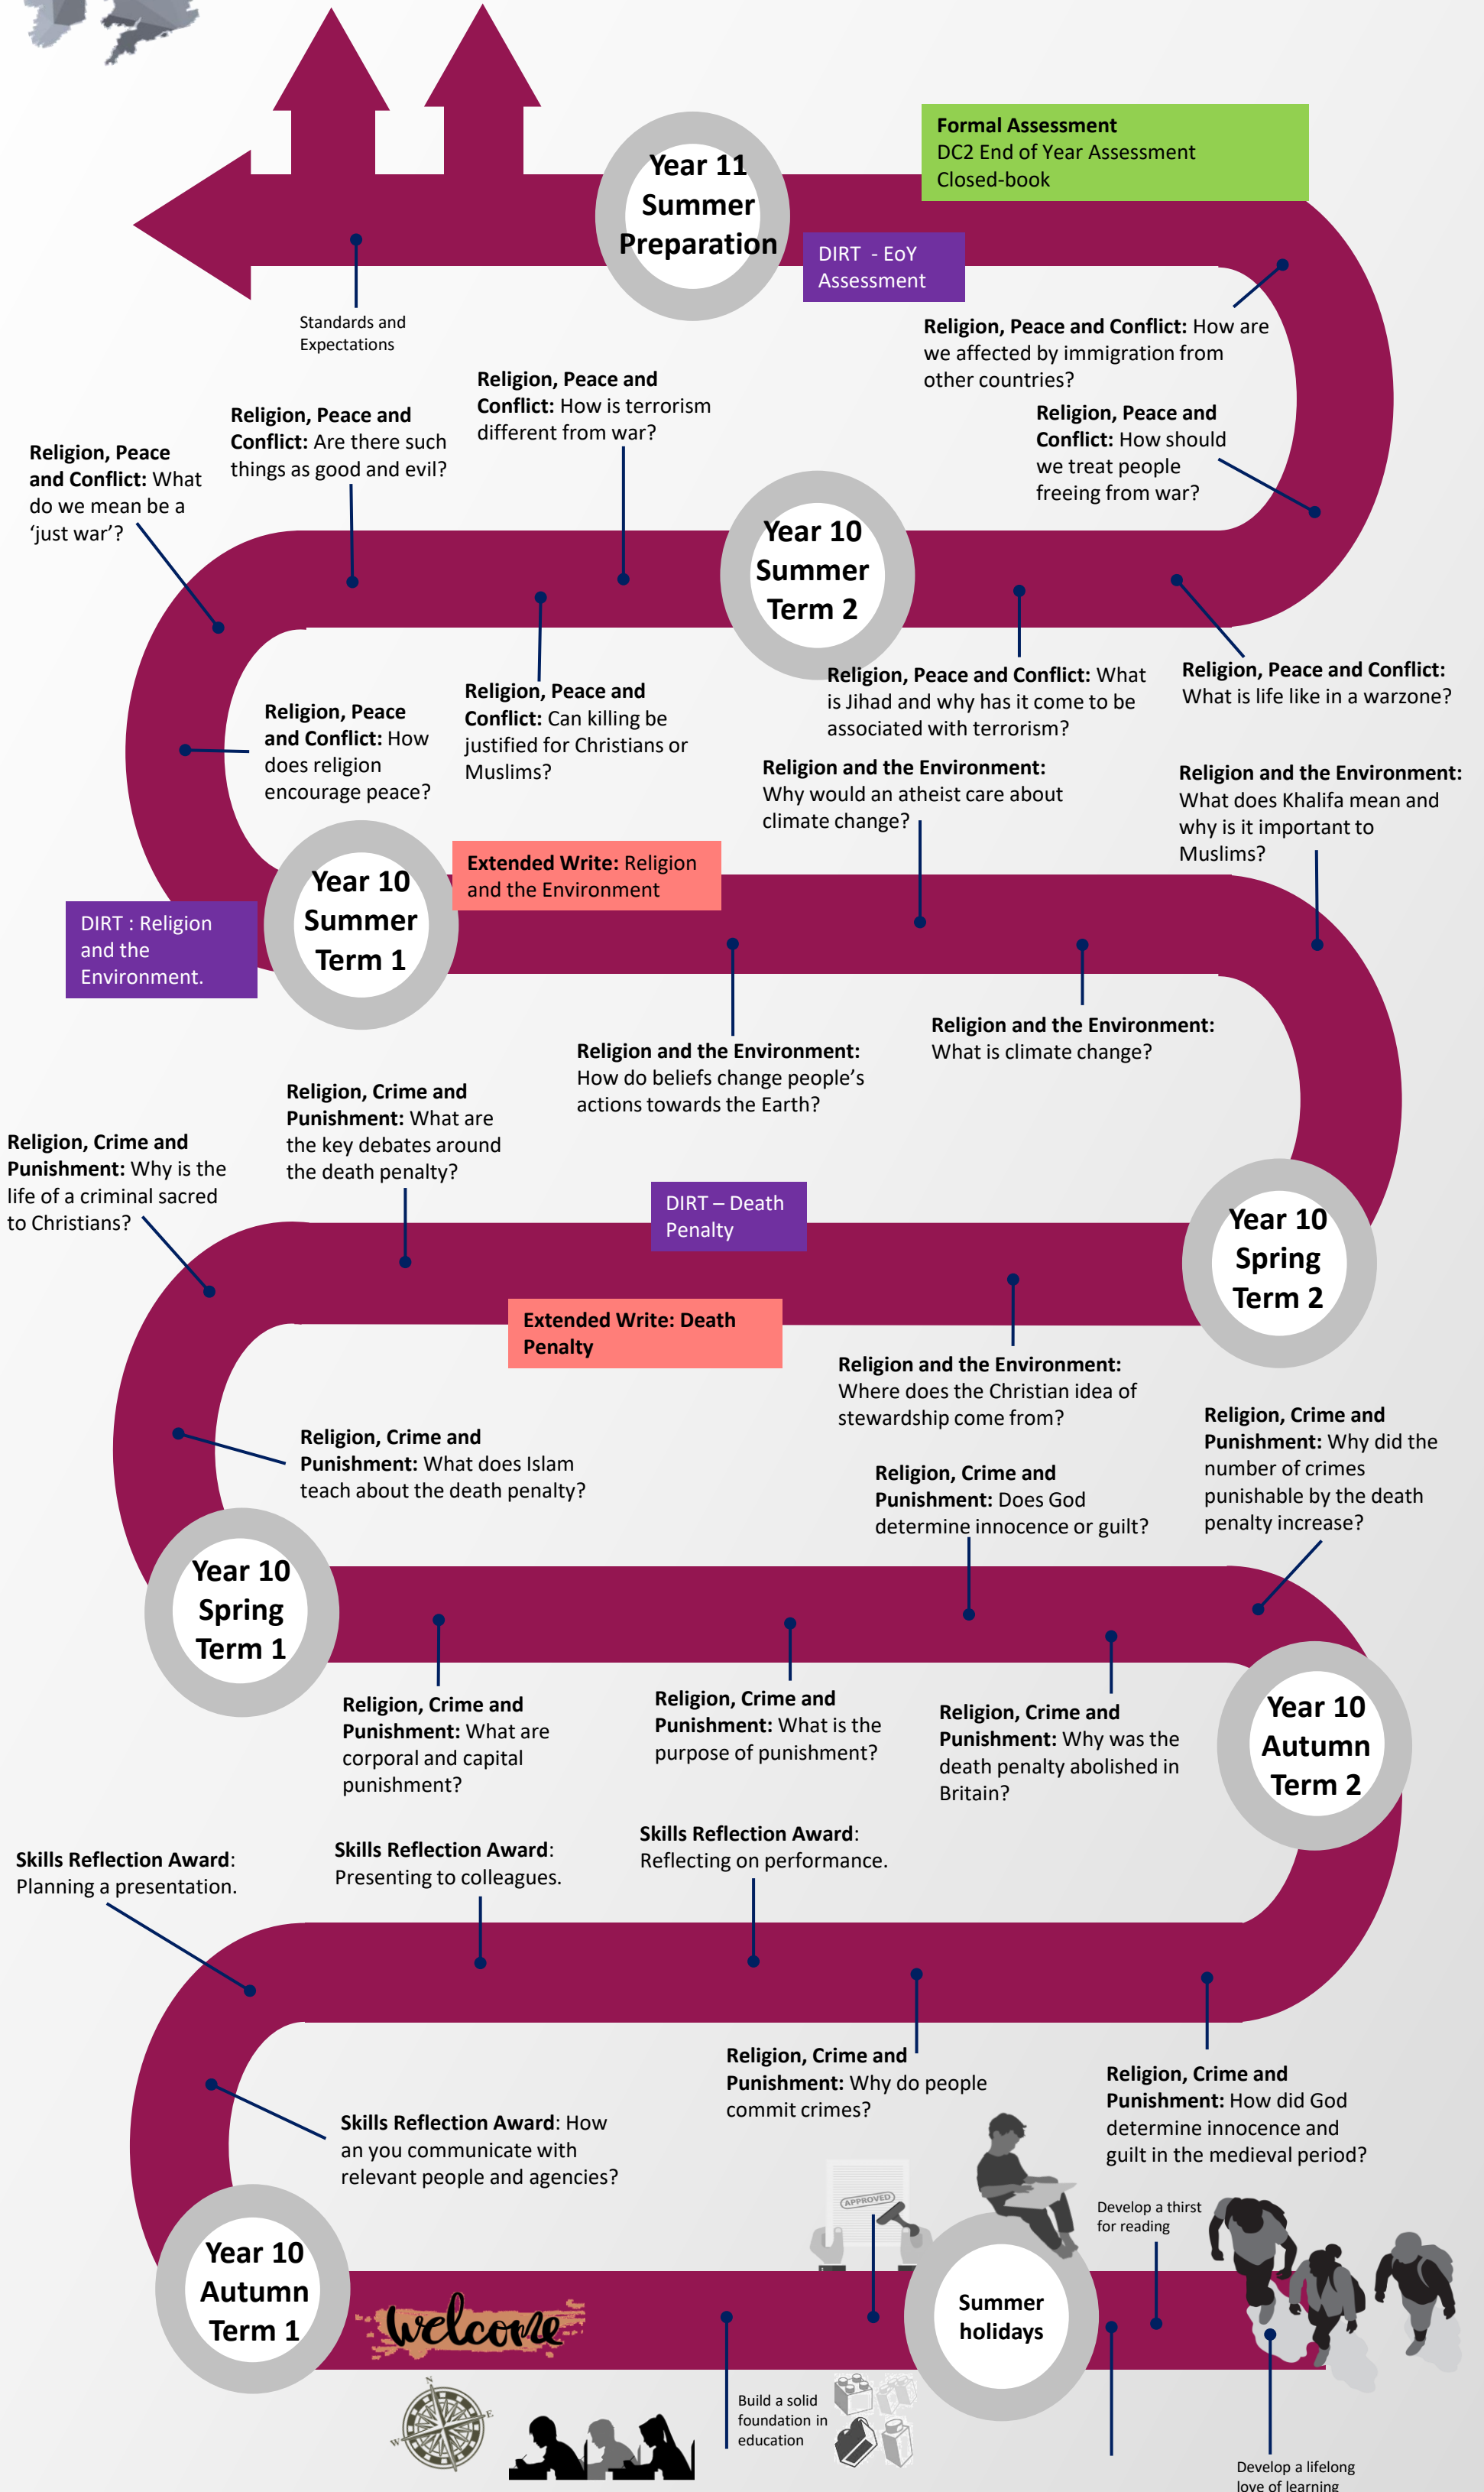 Formal Assessment
DC2 End of Year Assessment
Closed-book
Year 11
Summer
Preparation
DIRT - EoY
Assessment
Standards and
Expectations
Religion, Peace and Conflict: How are
we affected by immigration from
other countries?
Religion, Peace and
Conflict: How is terrorism
different from war?
Religion, Peace and
Conflict: Are there such
things as good and evil?
Religion, Peace and
Conflict: How should
we treat people
freeing from war?
Religion, Peace
and Conflict: What
do we mean be a
‘just war’?
Year 10
Summer
Term 2
Religion, Peace and Conflict: What
is Jihad and why has it come to be
associated with terrorism?
Religion, Peace and Conflict:
What is life like in a warzone?
Religion, Peace and
Conflict: Can killing be
justified for Christians or
Muslims?
Religion, Peace
and Conflict: How
does religion
encourage peace?
Religion and the Environment:
Why would an atheist care about
climate change?
Religion and the Environment:
What does Khalifa mean and
why is it important to
Muslims?
Extended Write: Religion
and the Environment
Year 10
Summer
Term 1
DIRT : Religion
and the
Environment.
Religion and the Environment:
What is climate change?
Religion and the Environment:
How do beliefs change people’s
actions towards the Earth?
Religion, Crime and
Punishment: What are
the key debates around
the death penalty?
Religion, Crime and
Punishment: Why is the
life of a criminal sacred
to Christians?
DIRT – Death
Penalty
Year 10
Spring
Term 2
Extended Write: Death
Penalty
Religion and the Environment:
Where does the Christian idea of
stewardship come from?
Religion, Crime and
Punishment: What does Islam
teach about the death penalty?
Religion, Crime and
Punishment: Why did the
number of crimes
punishable by the death
penalty increase?
Religion, Crime and
Punishment: Does God
determine innocence or guilt?
Year 10
Spring
Term 1
Religion, Crime and
Punishment: What are
corporal and capital
punishment?
Religion, Crime and
Punishment: What is the
purpose of punishment?
Religion, Crime and
Punishment: Why was the
death penalty abolished in
Britain?
Year 10
Autumn
Term 2
Skills Reflection Award:
Planning a presentation.
Skills Reflection Award:
Presenting to colleagues.
Skills Reflection Award:
Reflecting on performance.
Religion, Crime and
Punishment: Why do people
commit crimes?
Religion, Crime and
Punishment: How did God
determine innocence and
guilt in the medieval period?
Skills Reflection Award: How
an you communicate with
relevant people and agencies?
APPROVED
Develop a thirst
for reading
Year 10
Autumn
Term 1
welcome
Summer
holidays
N
E
W
Build a solid
foundation in
education
Develop a lifelong
love of learning